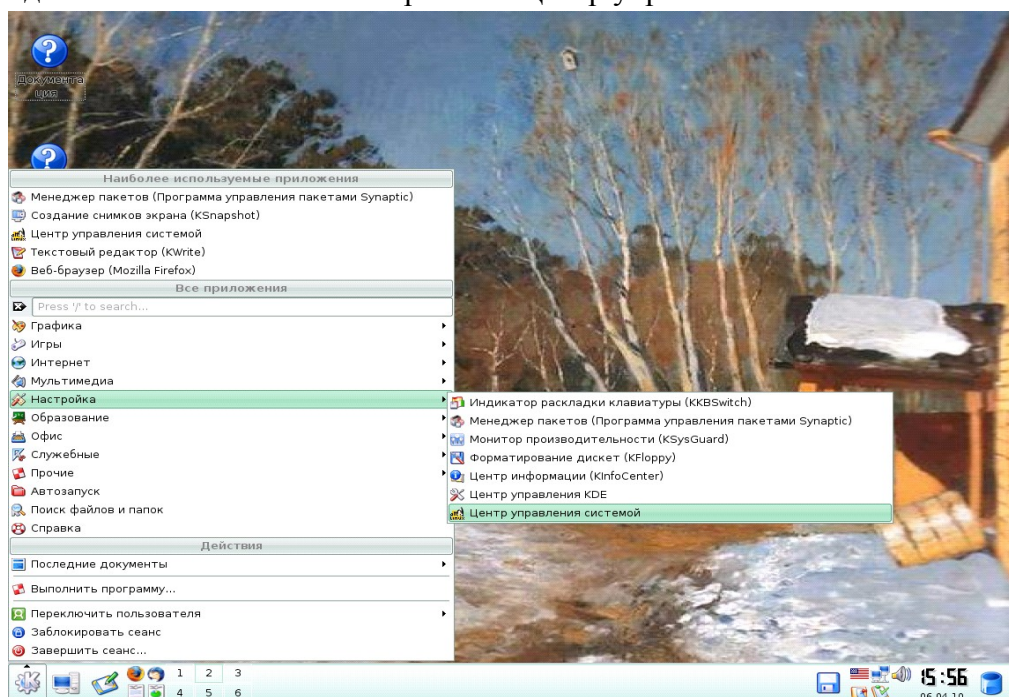 Документа
ция
Наиболее используемые приложения
Менеджер пакетов (Программа управления пакетами Synaptic)
Создание снимков экрана (KSnapshot)
Центр управления системой
Текстовый редактор (KWrite)
Веб-браузер (Mozilla Firefox)
Все приложения
Press '/' to search...
Графика
Игры
Интернет
Мультимедиа
Настройка
Образование
Офис
Служебные
Прочие
Автозапуск
Поиск файлов и папок
Справка
Действия
Последние документы
Выполнить программу...
Переключить пользователя
Заблокировать сеанс
Завершить сеанс...
Индикатор раскладки клавиатуры (KKBSwitch)
Менеджер пакетов (Программа управления пакетами Synaptic)
Монитор производительности (KSysGuard)
Форматирование дискет (KFloppy)
Центр информации (KInfoCenter)
Центр управления KDE
Центр управления системой
1 2 3
4 5 6
15:56